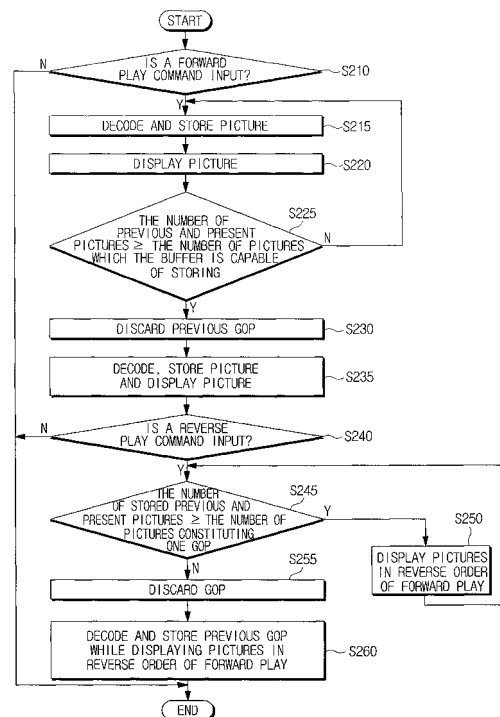 START
IS A FORWARD
PLAY COMMAND INPUT?
N
S210
Y
DECODE AND STORE PICTURE
S215
DISPLAY PICTURE
S220
S225
THE NUMBER OF
PREVIOUS AND PRESENT
PICTURES ≥ THE NUMBER OF PICTURES
WHICH THE BUFFER IS CAPABLE
OF STORING
N
Y
DISCARD PREVIOUS GOP
S230
DECODE, STORE PICTURE
AND DISPLAY PICTURE
S235
IS A REVERSE
PLAY COMMAND INPUT?
N
S240
Y
S245
THE NUMBER
OF STORED PREVIOUS AND
PRESENT PICTURES ≥ THE NUMBER OF
PICTURES CONSTITUTING
ONE GOP
Y
S250
DISPLAY PICTURES
IN REVERSE ORDER
OF FORWARD PLAY
N
S255
DISCARD GOP
DECODE AND STORE PREVIOUS GOP
WHILE DISPLAYING PICTURES IN
REVERSE ORDER OF FORWARD PLAY
S260
END